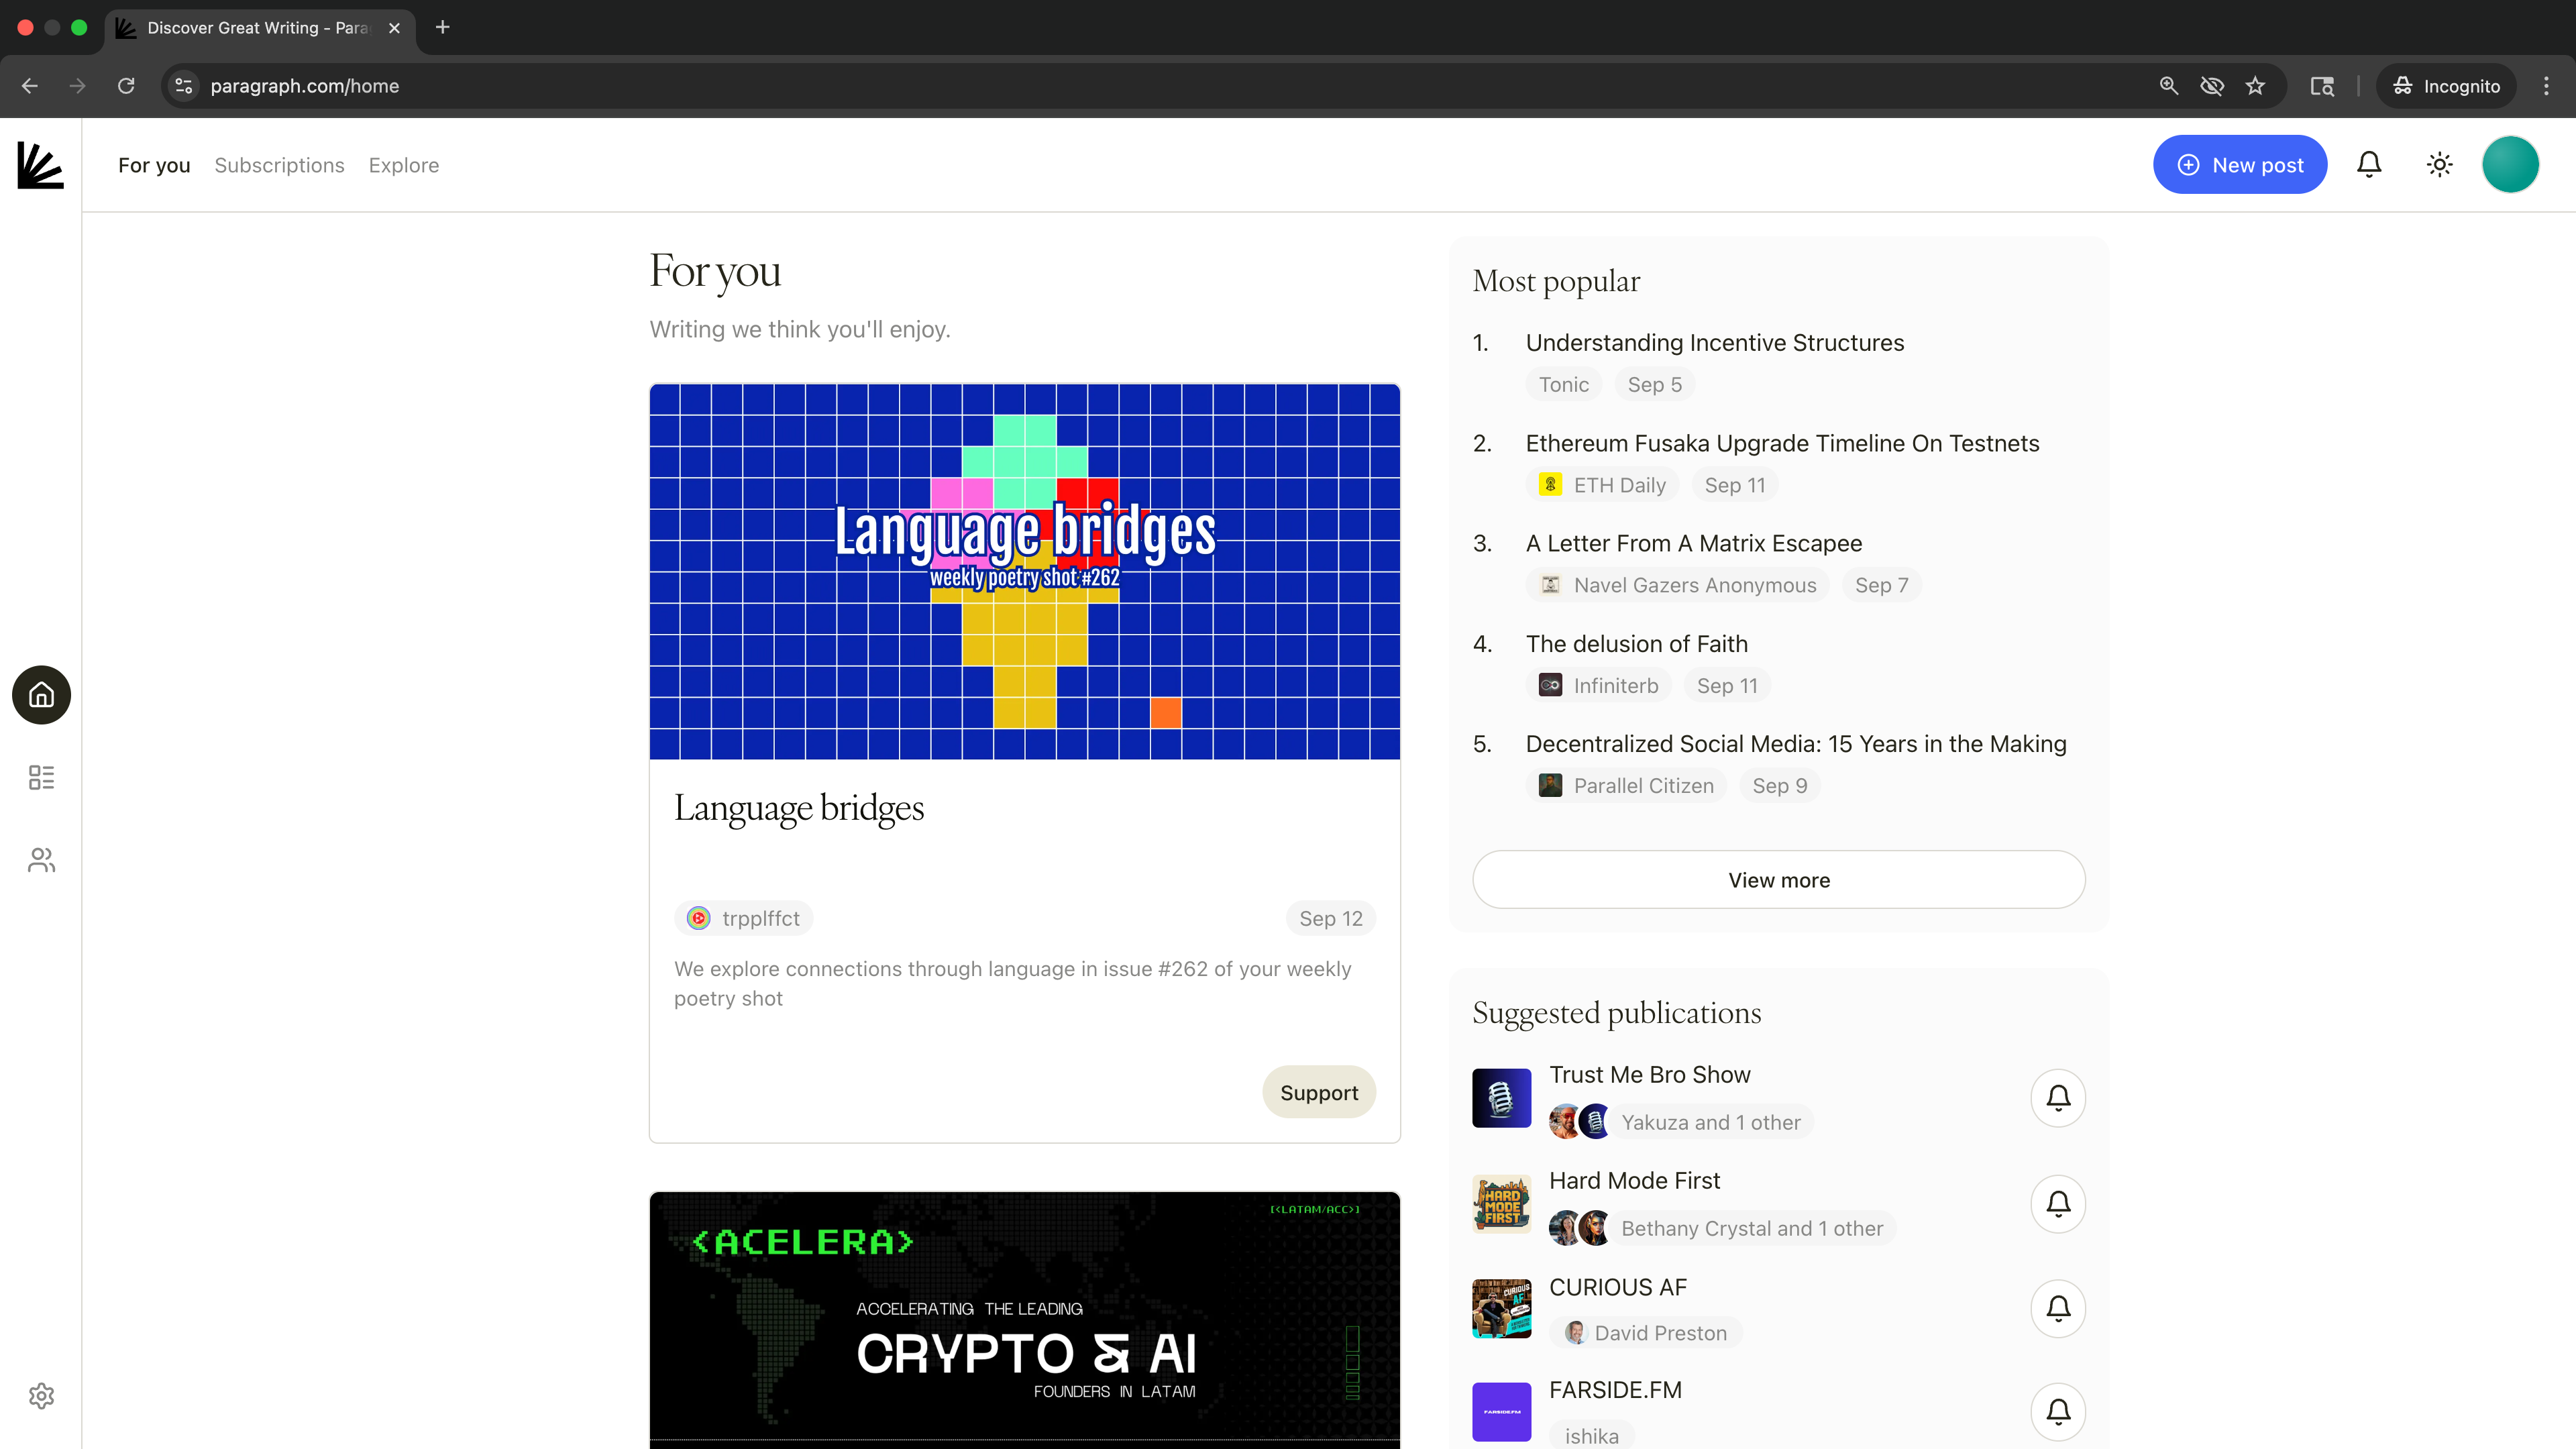 Discover Great Writing - Para
paragraph.com/home
Incognito
For you
Subscriptions
Explore
New post
For you
Writing we think you'll enjoy.
Language bridges
weekly poetry shot #262
Language bridges
trpplffct
Sep 12
We explore connections through language in issue #262 of your weekly
poetry shot
Support
[<LATAM/ACC>]
<ACELERA>
ACCELERATING THE LEADING
CRYPTO & AI
FOUNDERS IN LATAM
Most popular
1. Understanding Incentive Structures
Tonic Sep 5
2. Ethereum Fusaka Upgrade Timeline On Testnets
ETH Daily Sep 11
3. A Letter From A Matrix Escapee
Navel Gazers Anonymous Sep 7
4. The delusion of Faith
Infiniterb Sep 11
5. Decentralized Social Media: 15 Years in the Making
Parallel Citizen Sep 9
View more
Suggested publications
Trust Me Bro Show
Yakuza and 1 other
HARD
MODE
FIRST
Hard Mode First
Bethany Crystal and 1 other
CURIOUS
AF
CURIOUS AF
David Preston
FARSIDE.FM
FARSIDE.FM
ishika